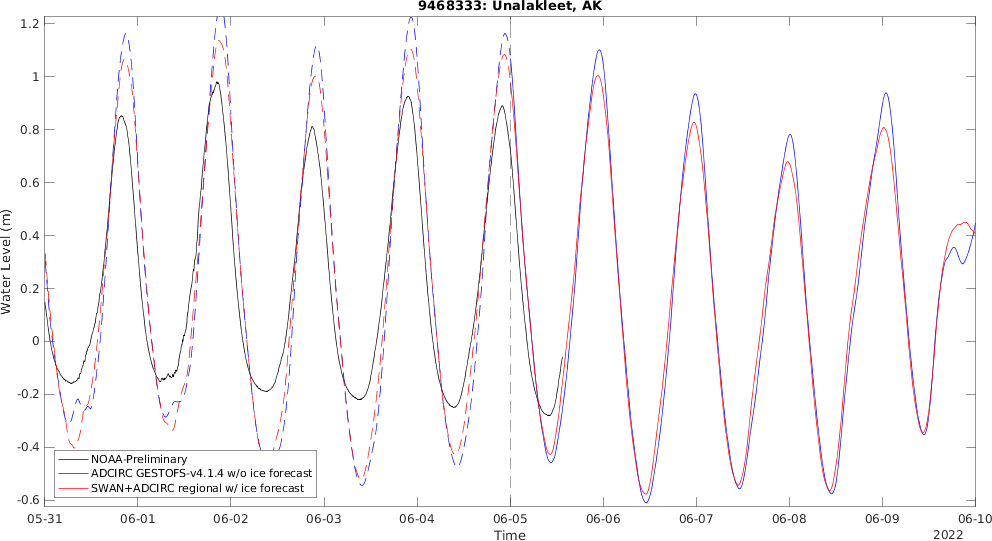 9468333: Unalakleet, AK
1.2
1
0.8
0.6
0.4
0.2
0
-0.2
-0.4
-0.6
Water Level (m)
NOAA-Preliminary
ADCIRC GESTOFS-v4.1.4 w/o ice forecast
SWAN+ADCIRC regional w/ ice forecast
05-31 06-01 06-02 06-03 06-04 06-05 06-06 06-07 06-08 06-09 06-10
Time
2022